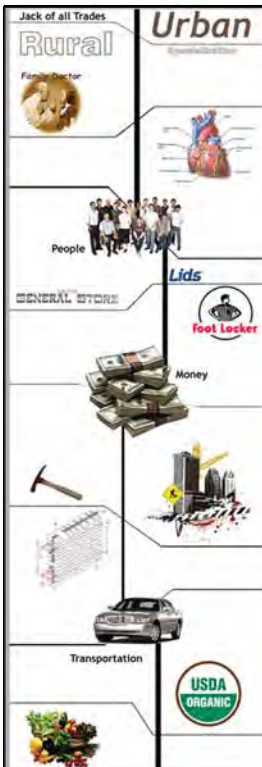 Jack of all Trades
Urban
Rural
Family Doctor
People
Lids
GENERAL STORE
Foot Locker
Money
Transportation
USDA
ORGANIC